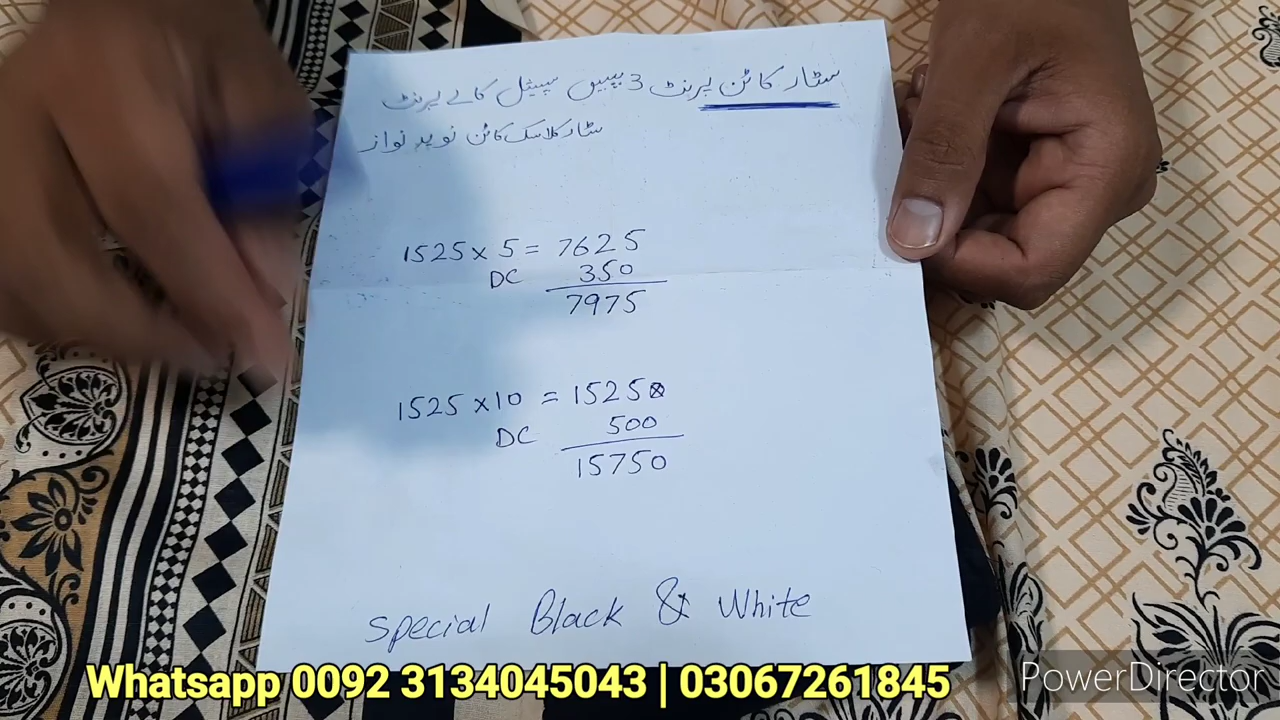 سٹار کاٹن پرنٹ 3 پیس سپیشل کالے پرنٹ
سٹار کلاسک کاٹن نوید نواز
1525 x 5 = 7625
DC 350
7975
1525 x 10 = 15250
DC 500
15750
Special Black & White
Whatsapp 0092 3134045043 | 03067261845
PowerDirector